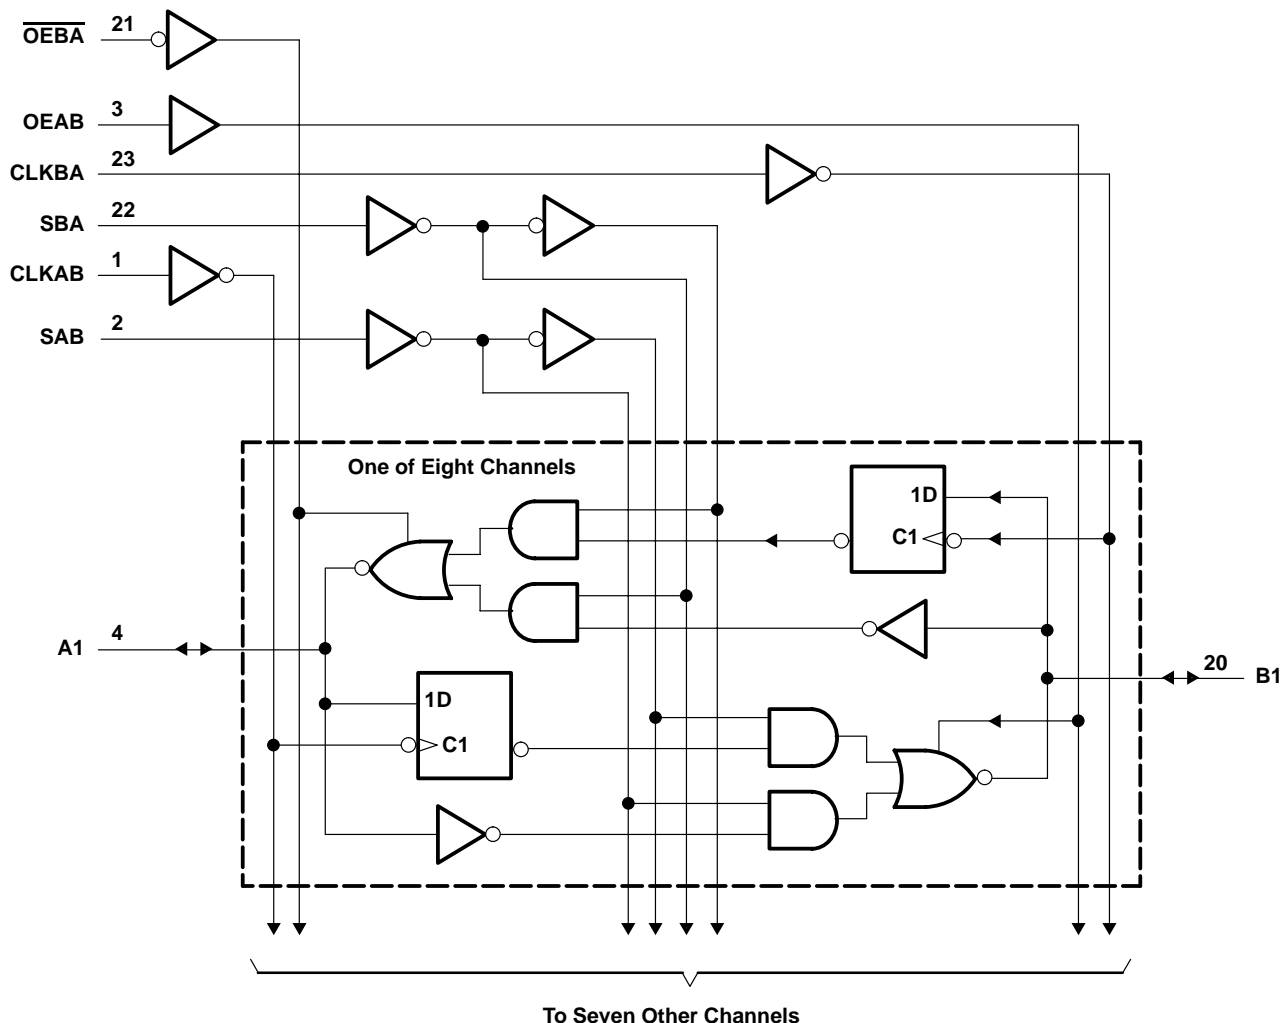 OEBA 21
OEAB 3
CLKBA 23
SBA 22
CLKAB 1
SAB 2
One of Eight Channels
1D
C1
A1 4
20 B1
1D
C1
To Seven Other Channels